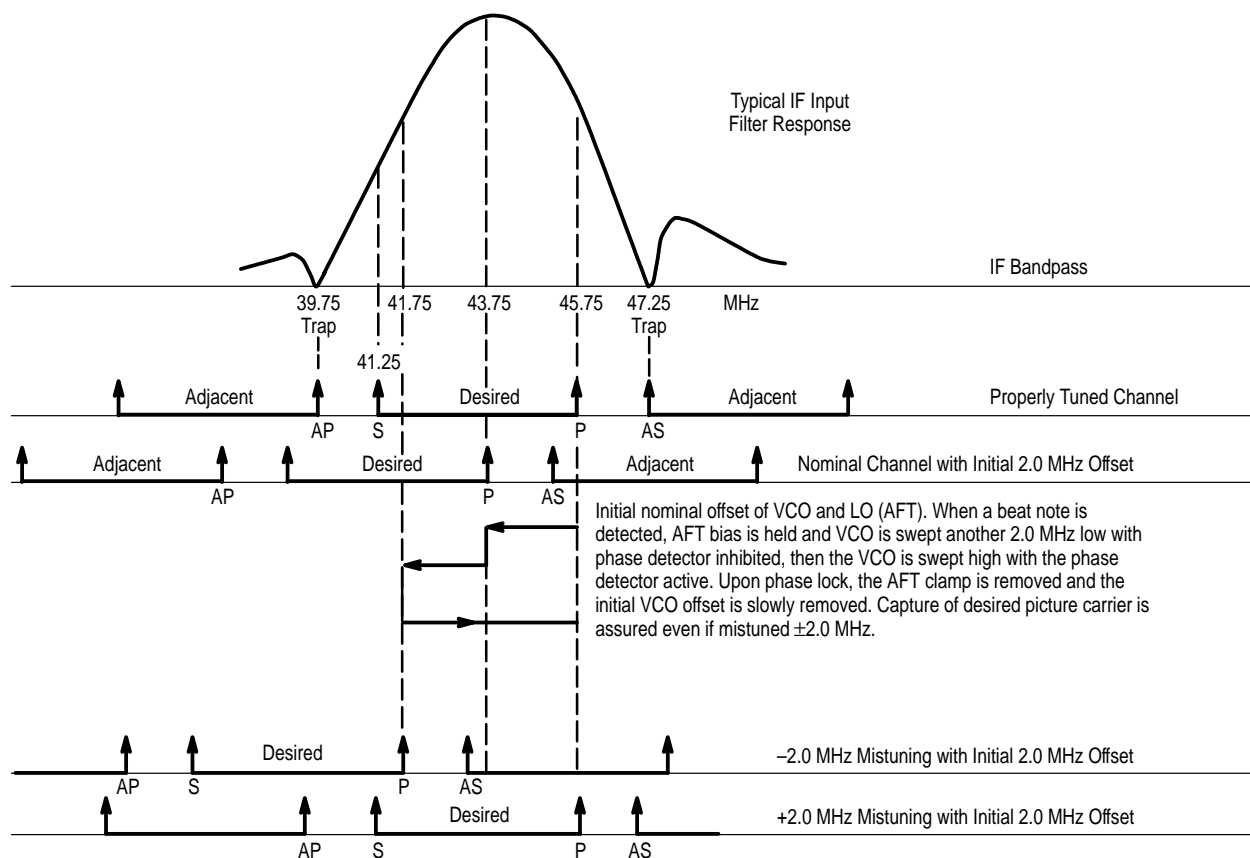 Typical IF Input
Filter Response
IF Bandpass
39.75 41.75 43.75 45.75 47.25 MHz
Trap Trap
41.25
Adjacent Desired Adjacent Properly Tuned Channel
AP S P AS
Adjacent Desired Adjacent Nominal Channel with Initial 2.0 MHz Offset
AP P AS
Initial nominal offset of VCO and LO (AFT). When a beat note is
detected, AFT bias is held and VCO is swept another 2.0 MHz low with
phase detector inhibited, then the VCO is swept high with the phase
detector active. Upon phase lock, the AFT clamp is removed and the
initial VCO offset is slowly removed. Capture of desired picture carrier is
assured even if mistuned ±2.0 MHz.
Desired –2.0 MHz Mistuning with Initial 2.0 MHz Offset
AP S P AS
Desired +2.0 MHz Mistuning with Initial 2.0 MHz Offset
AP S P AS